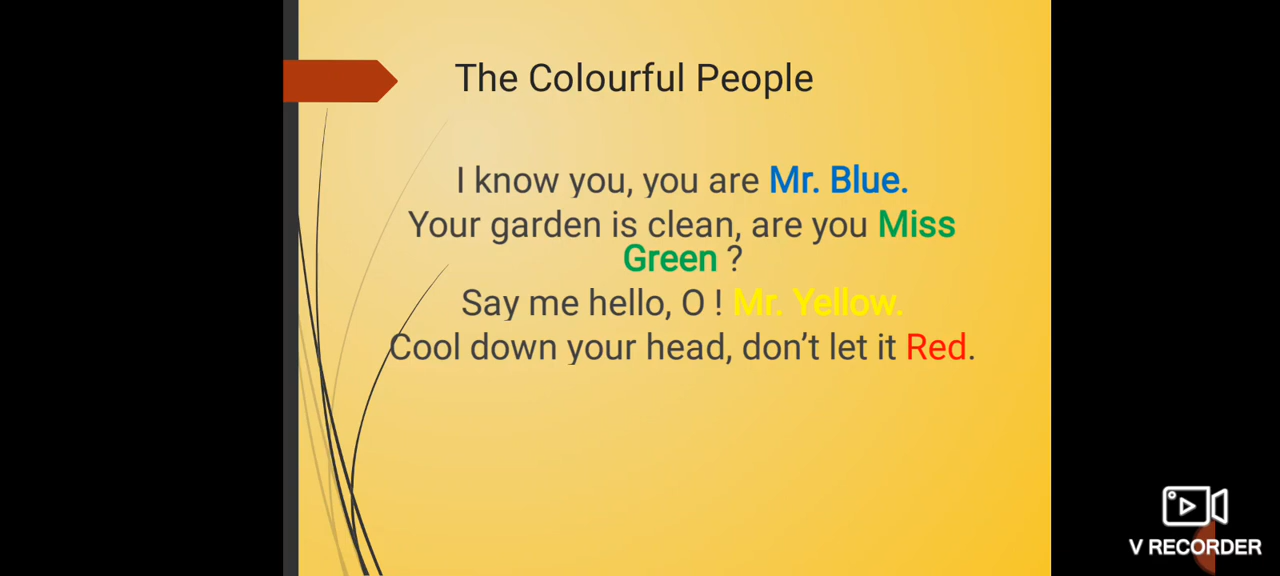 The Colourful People
I know you, you are Mr. Blue.
Your garden is clean, are you Miss
Green ?
Say me hello, O ! Mr. Yellow.
Cool down your head, don’t let it Red.
V RECORDER